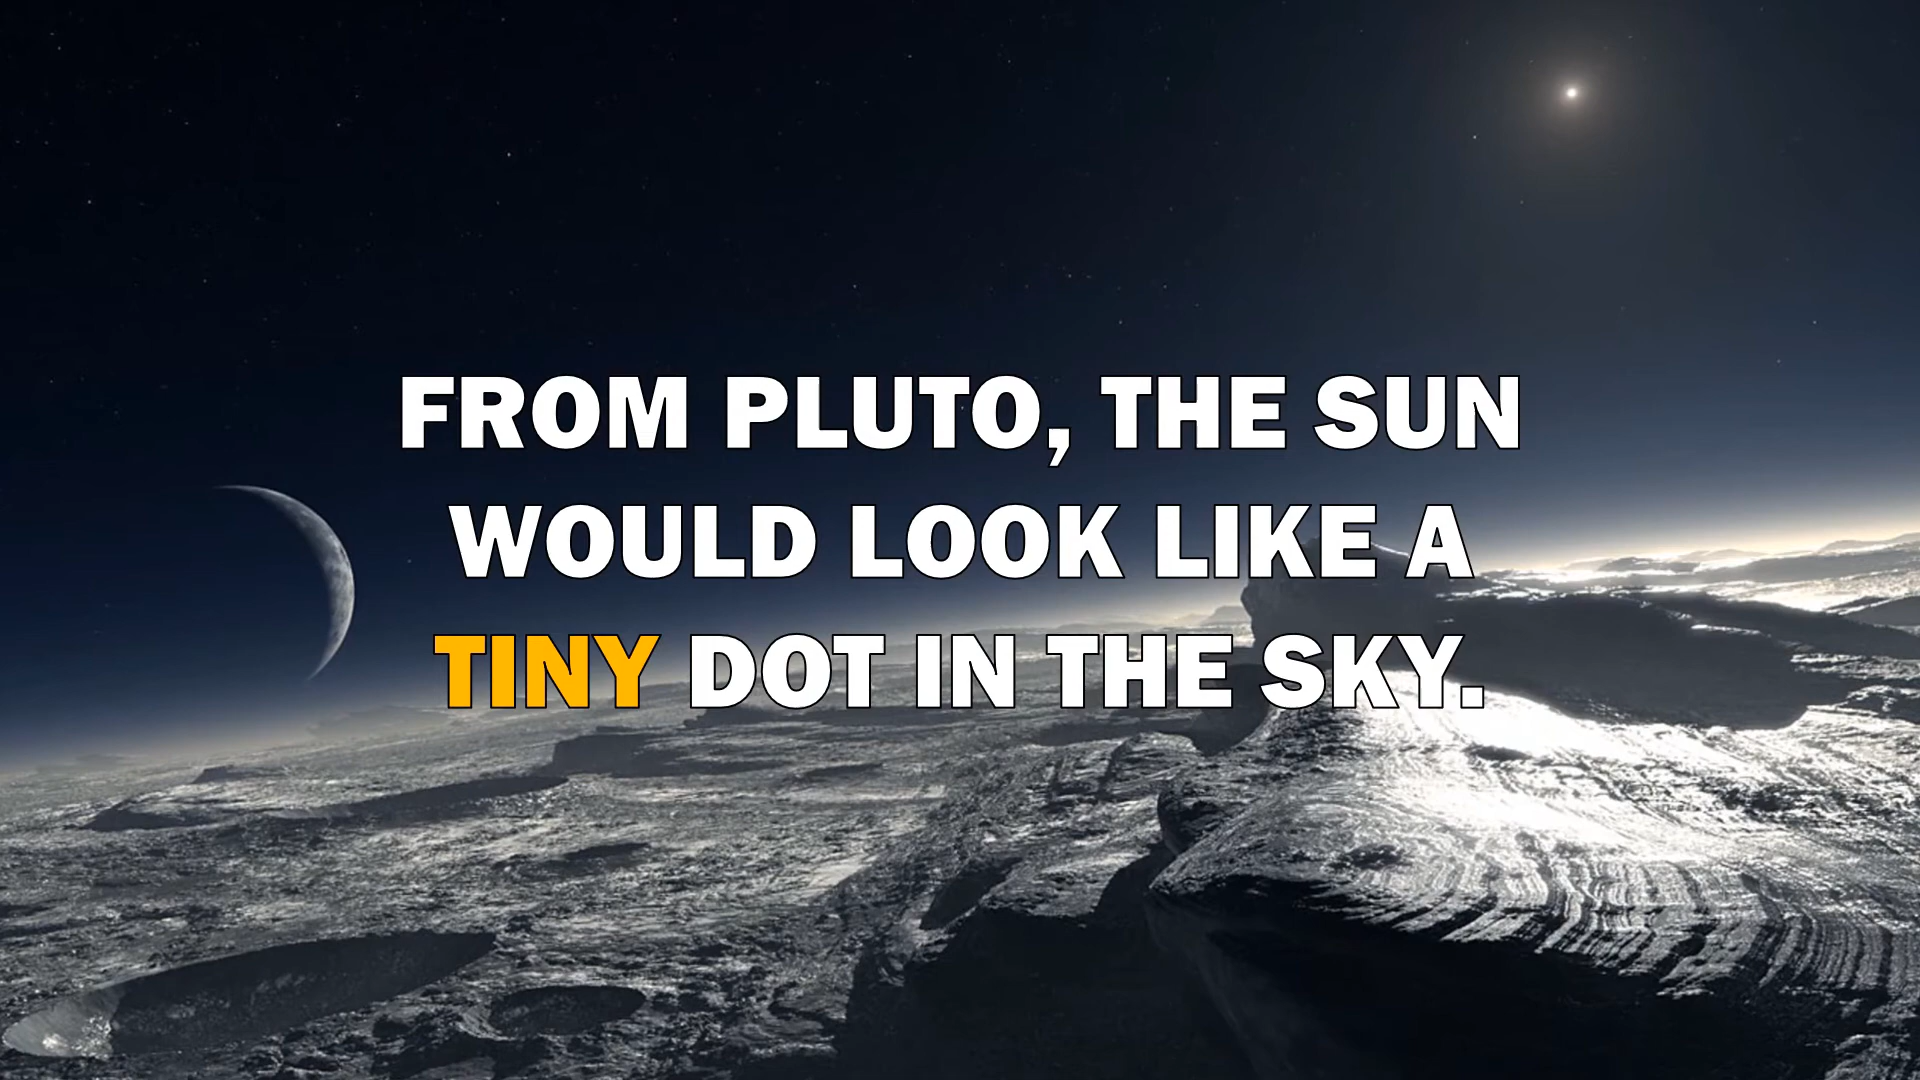 FROM PLUTO, THE SUN
WOULD LOOK LIKE A
TINY DOT IN THE SKY.